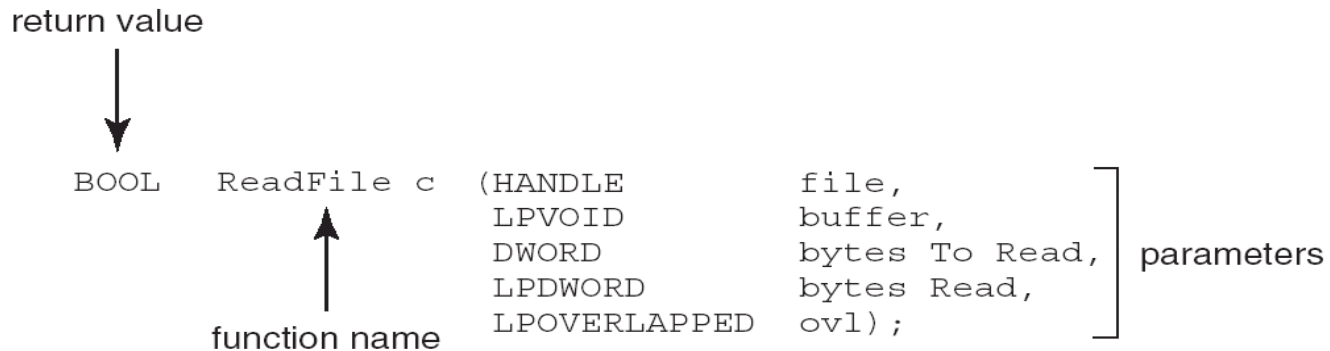 return value
BOOL ReadFile c (HANDLE file,
LPVOID buffer,
DWORD bytes To Read,
LPDWORD bytes Read,
LPOVERLAPPED ovl);
parameters
function name